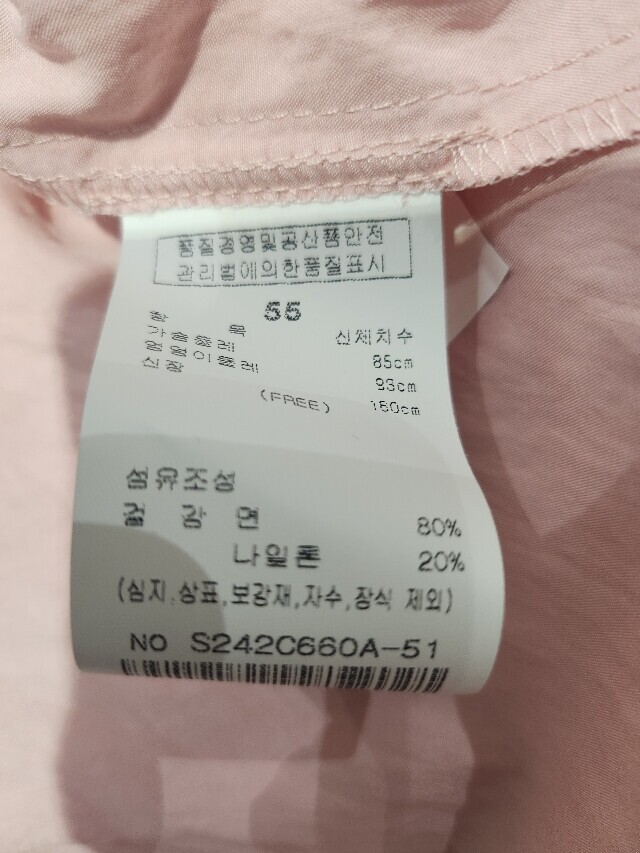 품질경영및공산품안전
관리법에의한품질표시
55
항 목 신체치수
가슴둘레 85cm
엉덩이둘레 93cm
신장 (FREE) 160cm
섬유조성
겉 감 면 80%
나일론 20%
(심지,상표,보강재,자수,장식 제외)
NO S242C660A-51